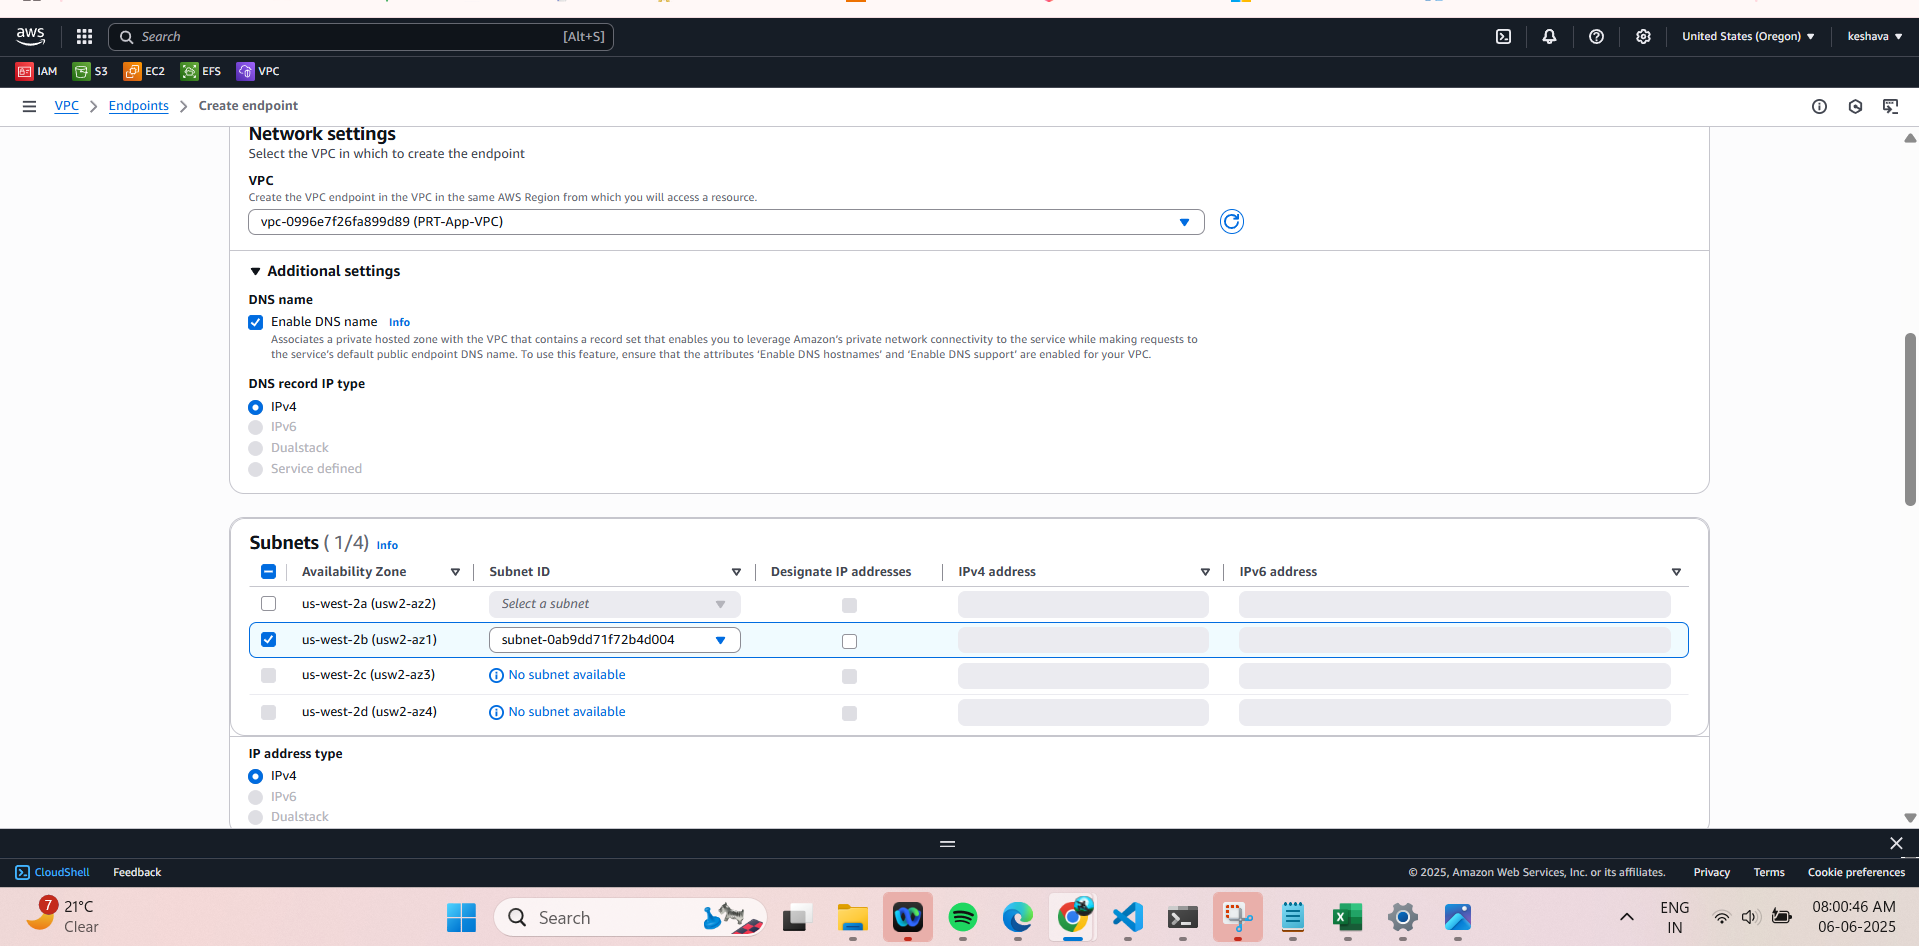 aws
Search [Alt+S]
United States (Oregon) keshava
IAM S3 EC2 EFS VPC
VPC Endpoints Create endpoint
Network settings
Select the VPC in which to create the endpoint
VPC
Create the VPC endpoint in the VPC in the same AWS Region from which you will access a resource.
vpc-0996e7f26fa899d89 (PRT-App-VPC)
Additional settings
DNS name
Enable DNS name Info
Associates a private hosted zone with the VPC that contains a record set that enables you to leverage Amazon's private network connectivity to the service while making requests to
the service's default public endpoint DNS name. To use this feature, ensure that the attributes 'Enable DNS hostnames' and 'Enable DNS support' are enabled for your VPC.
DNS record IP type
IPv4
IPv6
Dualstack
Service defined
Subnets ( 1/4) Info
Availability Zone Subnet ID Designate IP addresses IPv4 address IPv6 address
us-west-2a (usw2-az2) Select a subnet
us-west-2b (usw2-az1) subnet-0ab9dd71f72b4d004
us-west-2c (usw2-az3) No subnet available
us-west-2d (usw2-az4) No subnet available
IP address type
IPv4
IPv6
Dualstack
CloudShell Feedback © 2025, Amazon Web Services, Inc. or its affiliates. Privacy Terms Cookie preferences
7 21°C
Clear
Search
ENG
IN
08:00:46 AM
06-06-2025